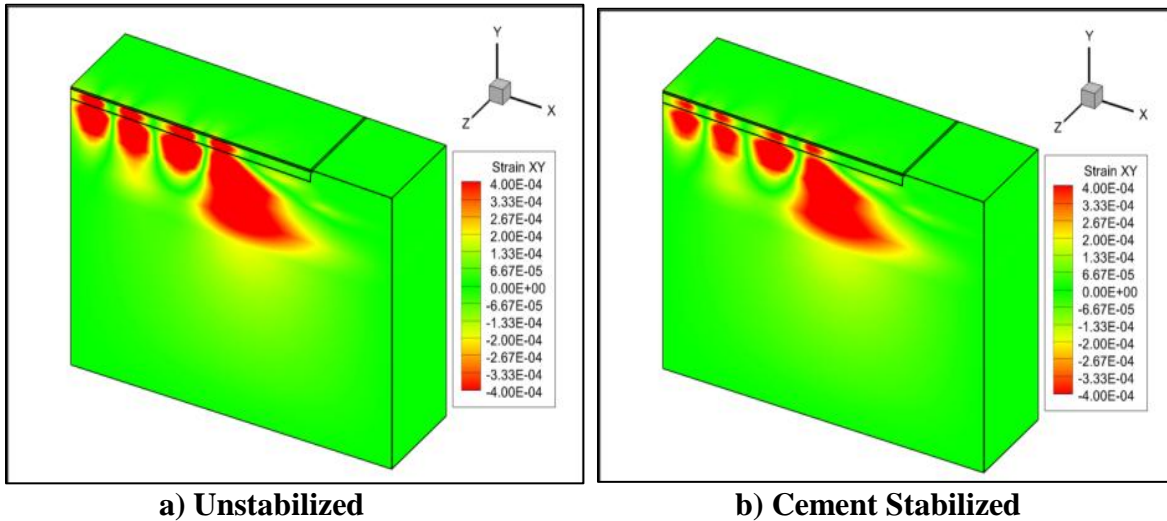 Y
X
Z
Strain XY
4.00E-04
3.33E-04
2.67E-04
2.00E-04
1.33E-04
6.67E-05
0.00E+00
-6.67E-05
-1.33E-04
-2.00E-04
-2.67E-04
-3.33E-04
-4.00E-04
a) Unstabilized
Y
X
Z
Strain XY
4.00E-04
3.33E-04
2.67E-04
2.00E-04
1.33E-04
6.67E-05
0.00E+00
-6.67E-05
-1.33E-04
-2.00E-04
-2.67E-04
-3.33E-04
-4.00E-04
b) Cement Stabilized